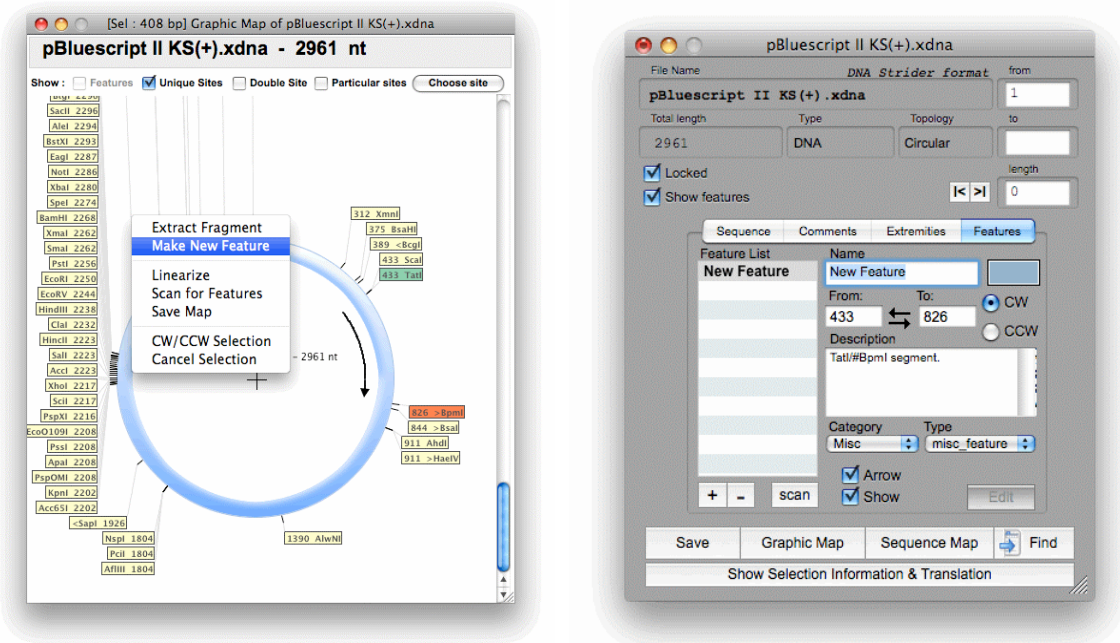 [Sel : 408 bp] Graphic Map of pBluescript II KS(+).xdna
pBluescript II KS(+).xdna - 2961 nt
Show : Features Unique Sites Double Site Particular sites Choose site
BtgI 2296
SacII 2296
AleI 2294
BstXI 2293
EagI 2287
NotI 2286
XbaI 2280
SpeI 2274
BamHI 2268
XmaI 2262
SmaI 2262
PstI 2256
EcoRI 2250
EcoRV 2244
HindIII 2238
ClaI 2232
HincII 2223
SalI 2223
AccI 2223
XhoI 2217
SciI 2217
PspXI 2216
EcoO109I 2208
PssI 2208
ApaI 2208
PspOMI 2208
KpnI 2202
Acc65I 2202
<SapI 1926
NspI 1804
PciI 1804
AflIII 1804
Extract Fragment
Make New Feature
Linearize
Scan for Features
Save Map
CW/CCW Selection
Cancel Selection
312 XmnI
375 BsaHI
389 <BcgI
433 ScaI
433 TatI
- 2961 nt
826 >BpmI
844 >BsaI
911 AhdI
911 >HaeIV
1390 AlwNI
pBluescript II KS(+).xdna
File Name DNA Strider format from
pBluescript II KS(+).xdna 1
Total length Type Topology to
2961 DNA Circular
Locked length
Show features |< >| 0
Sequence Comments Extremities Features
Feature List Name
New Feature New Feature
From: To: CW
433 826 CCW
Description
TatI/#BpmI segment.
Category Type
Misc misc_feature
Arrow
+ - scan Show Edit
Save Graphic Map Sequence Map Find
Show Selection Information & Translation